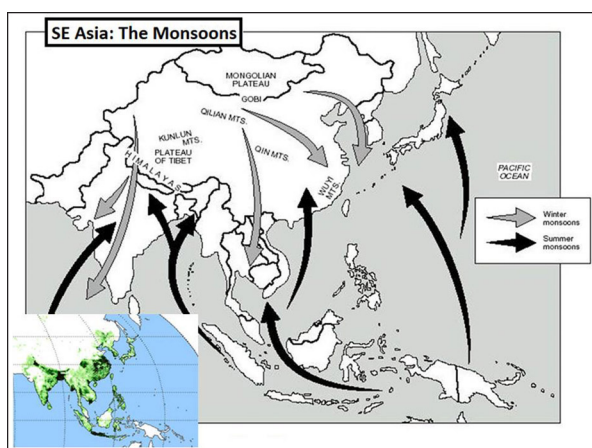 SE Asia: The Monsoons
MONGOLIAN
PLATEAU
GOBI
QILIAN MTS.
KUNLUN
MTS.
PLATEAU
OF TIBET
QIN MTS.
HIMALAYAS
WUYI
MTS.
PACIFIC
OCEAN
Winter
monsoons
Summer
monsoons